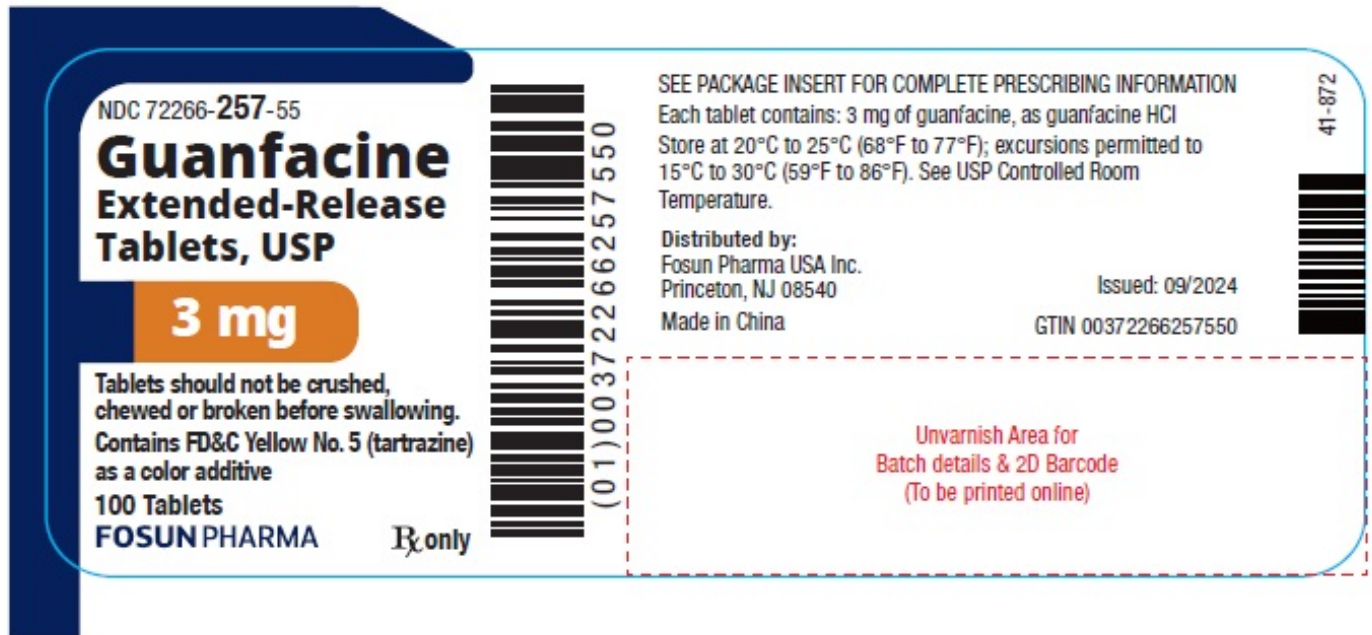 NDC 72266-257-55
Guanfacine
Extended-Release
Tablets, USP
3 mg
Tablets should not be crushed,
chewed or broken before swallowing.
Contains FD&C Yellow No. 5 (tartrazine)
as a color additive
100 Tablets
FOSUN PHARMA
Rx only
(01)00372266257550
SEE PACKAGE INSERT FOR COMPLETE PRESCRIBING INFORMATION
Each tablet contains: 3 mg of guanfacine, as guanfacine HCl
Store at 20°C to 25°C (68°F to 77°F); excursions permitted to
15°C to 30°C (59°F to 86°F). See USP Controlled Room
Temperature.
Distributed by:
Fosun Pharma USA Inc.
Princeton, NJ 08540
Made in China
Issued: 09/2024
GTIN 00372266257550
41-872
Unvarnish Area for
Batch details & 2D Barcode
(To be printed online)